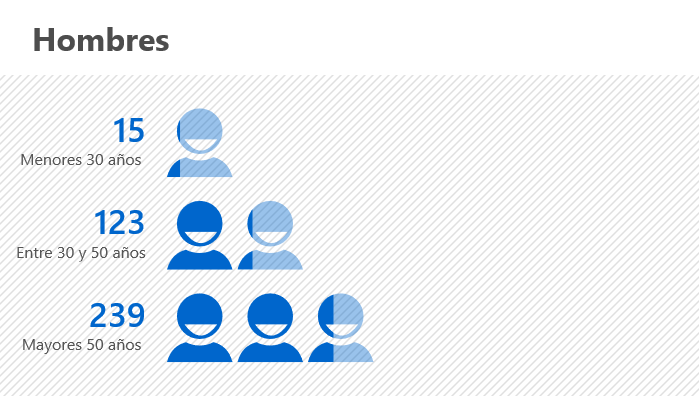 Hombres
15
Menores 30 años
123
Entre 30 y 50 años
239
Mayores 50 años